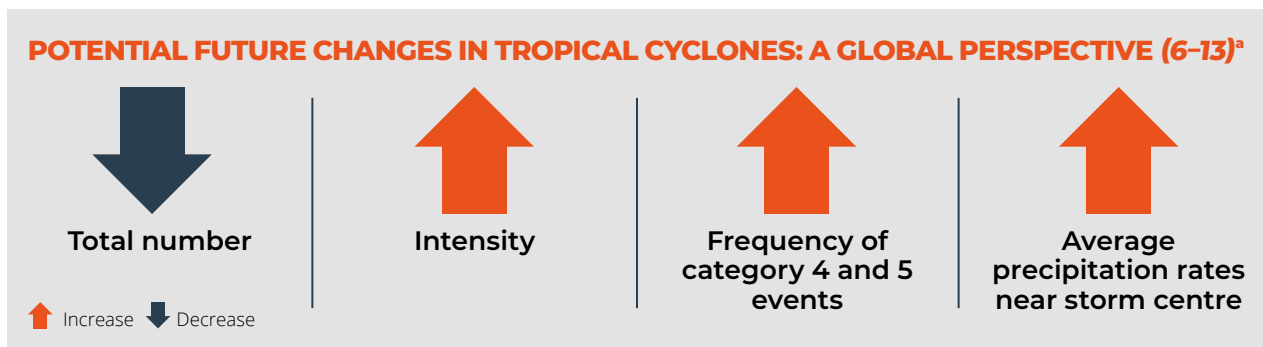 POTENTIAL FUTURE CHANGES IN TROPICAL CYCLONES: A GLOBAL PERSPECTIVE (6–13)ª
Total number
Intensity
Frequency of
category 4 and 5
events
Average
precipitation rates
near storm centre
Increase
Decrease